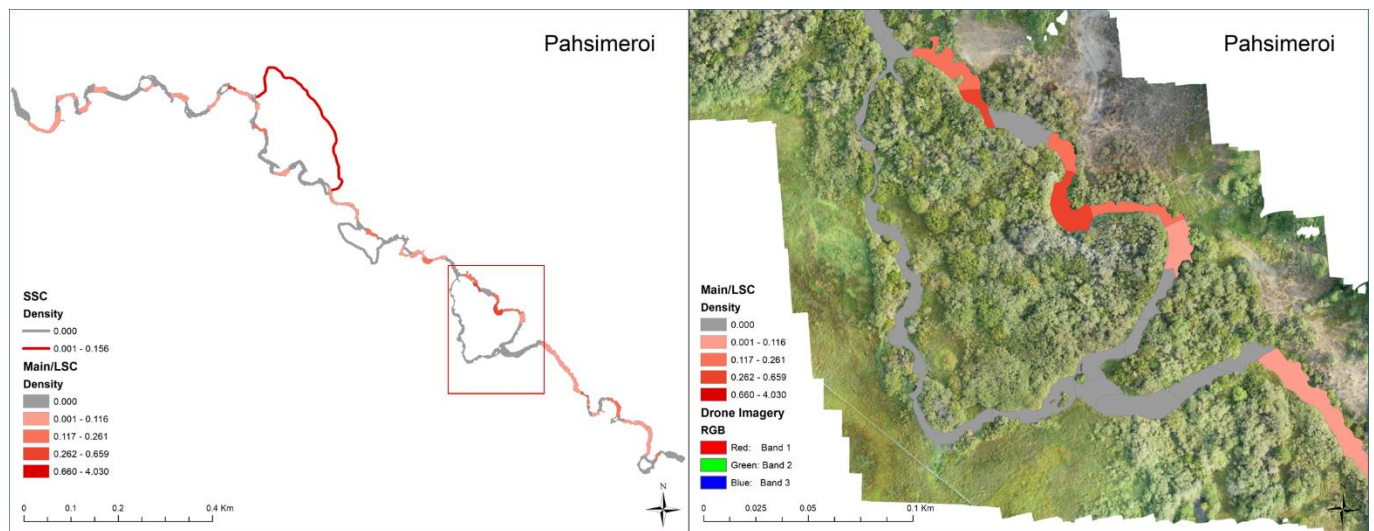 Pahsimeroi
SSC
Density
0.000
0.001 - 0.156
Main/LSC
Density
0.000
0.001 - 0.116
0.117 - 0.261
0.262 - 0.659
0.660 - 4.030
0 0.1 0.2 0.4 Km
N
Pahsimeroi
Main/LSC
Density
0.000
0.001 - 0.116
0.117 - 0.261
0.262 - 0.659
0.660 - 4.030
Drone Imagery
RGB
Red: Band 1
Green: Band 2
Blue: Band 3
0 0.025 0.05 0.1 Km
N